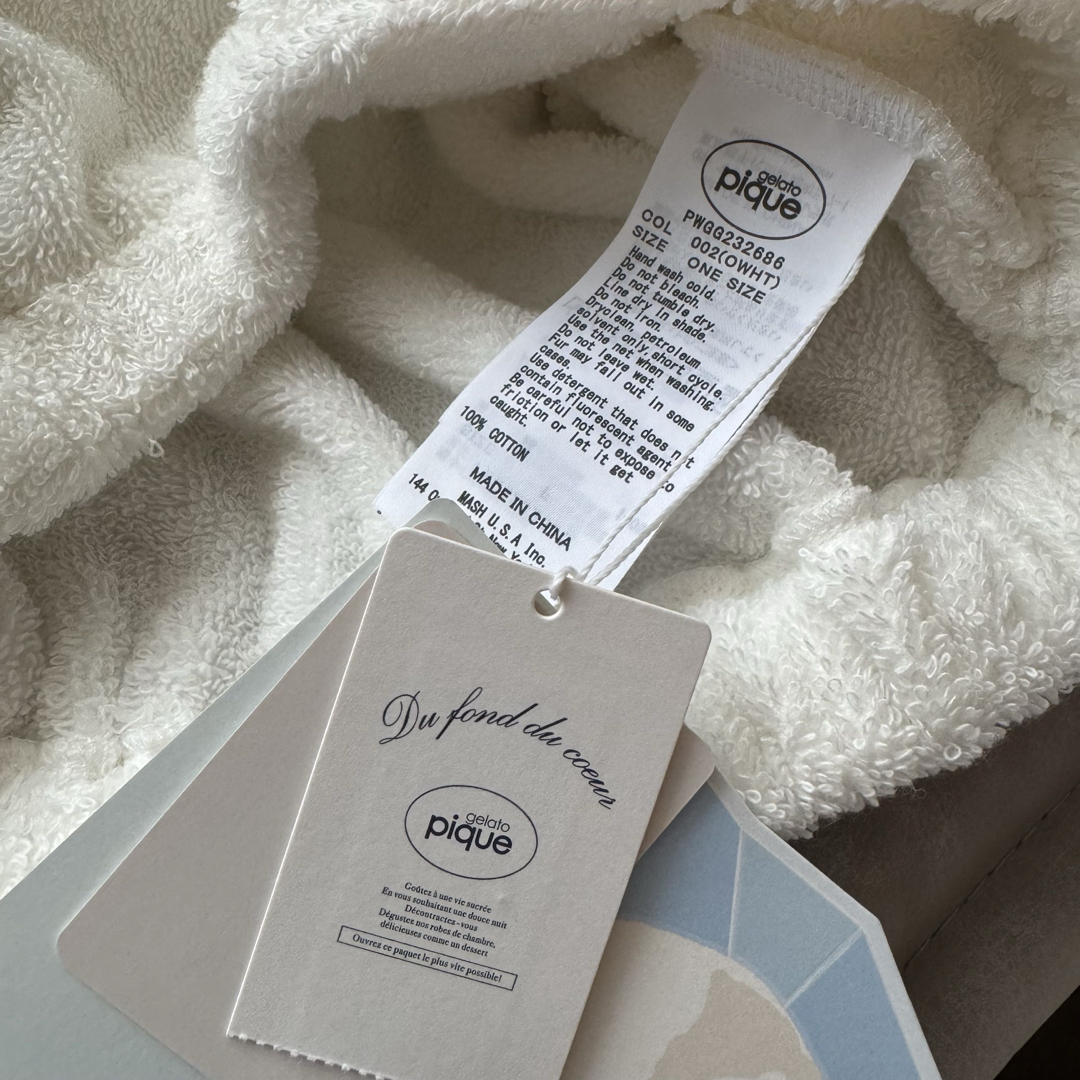 gelato
pique
PWGG232686
COL 002(OWHT)
SIZE ONE SIZE
Hand wash cold.
Do not bleach.
Do not tumble dry.
Line dry in shade.
Do not iron.
Dryclean, petroleum
solvent only short cycle.
Use the net when washing.
Do not leave wet.
Fur may fall out in some
cases.
Use detergent that does not
contain fluorescent agent
Be careful not to expose to
friction or let it get
caught.
100% COTTON
MADE IN CHINA
MASH U.S.A Inc.
144
Du fond du coeur
gelato
pique
Goûtez à une vie sucrée
En vous souhaitant une douce nuit
Décontractez-vous
Dégustez nos robes de chambre,
délicieuses comme un dessert
Ouvrez ce paquet le plus vite possible!